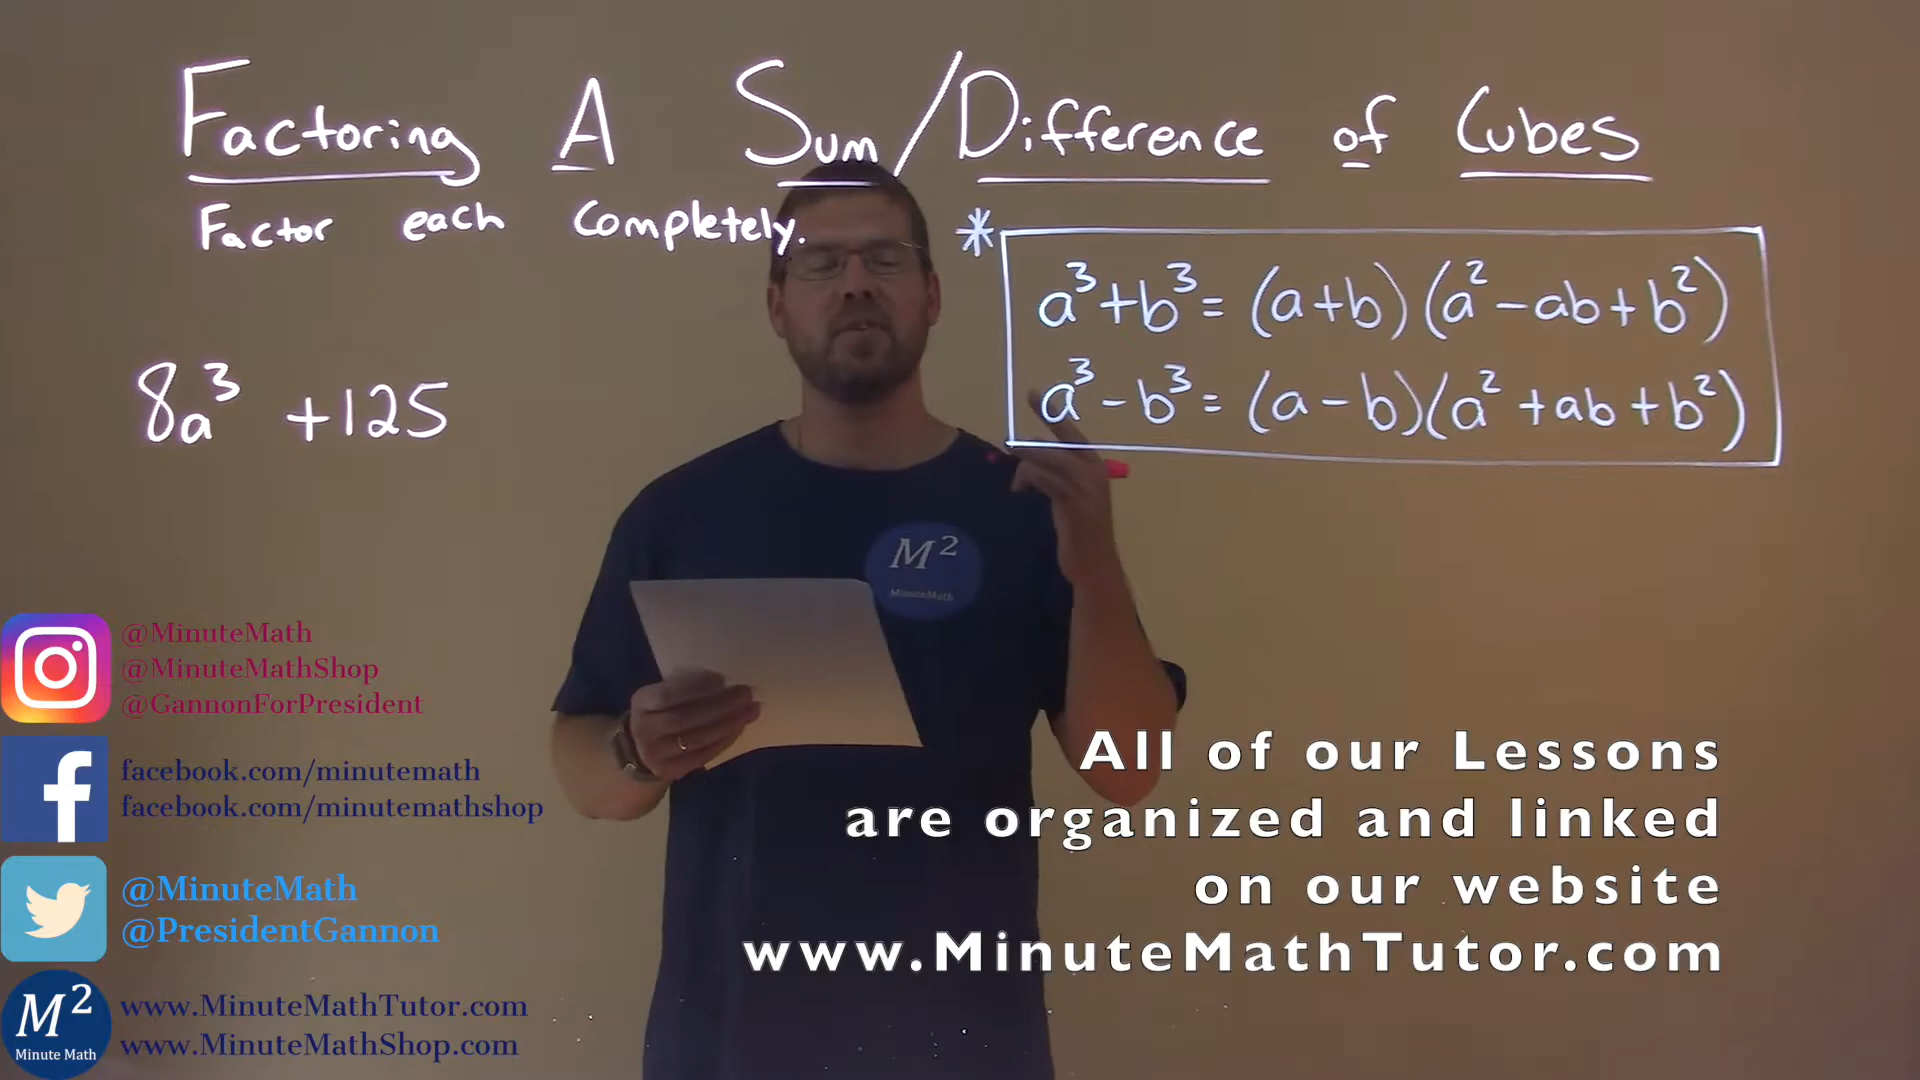 Factoring A Sum/Difference of Cubes
Factor each completely.
*
a³+b³= (a+b)(a²-ab+b²)
a³-b³= (a-b)(a²+ab+b²)
8a³ +125
M²
MinuteMath
@MinuteMath
@MinuteMathShop
@GannonForPresident
facebook.com/minutemath
facebook.com/minutemathshop
@MinuteMath
@PresidentGannon
M²
Minute Math
www.MinuteMathTutor.com
www.MinuteMathShop.com
All of our Lessons
are organized and linked
on our website
www.MinuteMathTutor.com